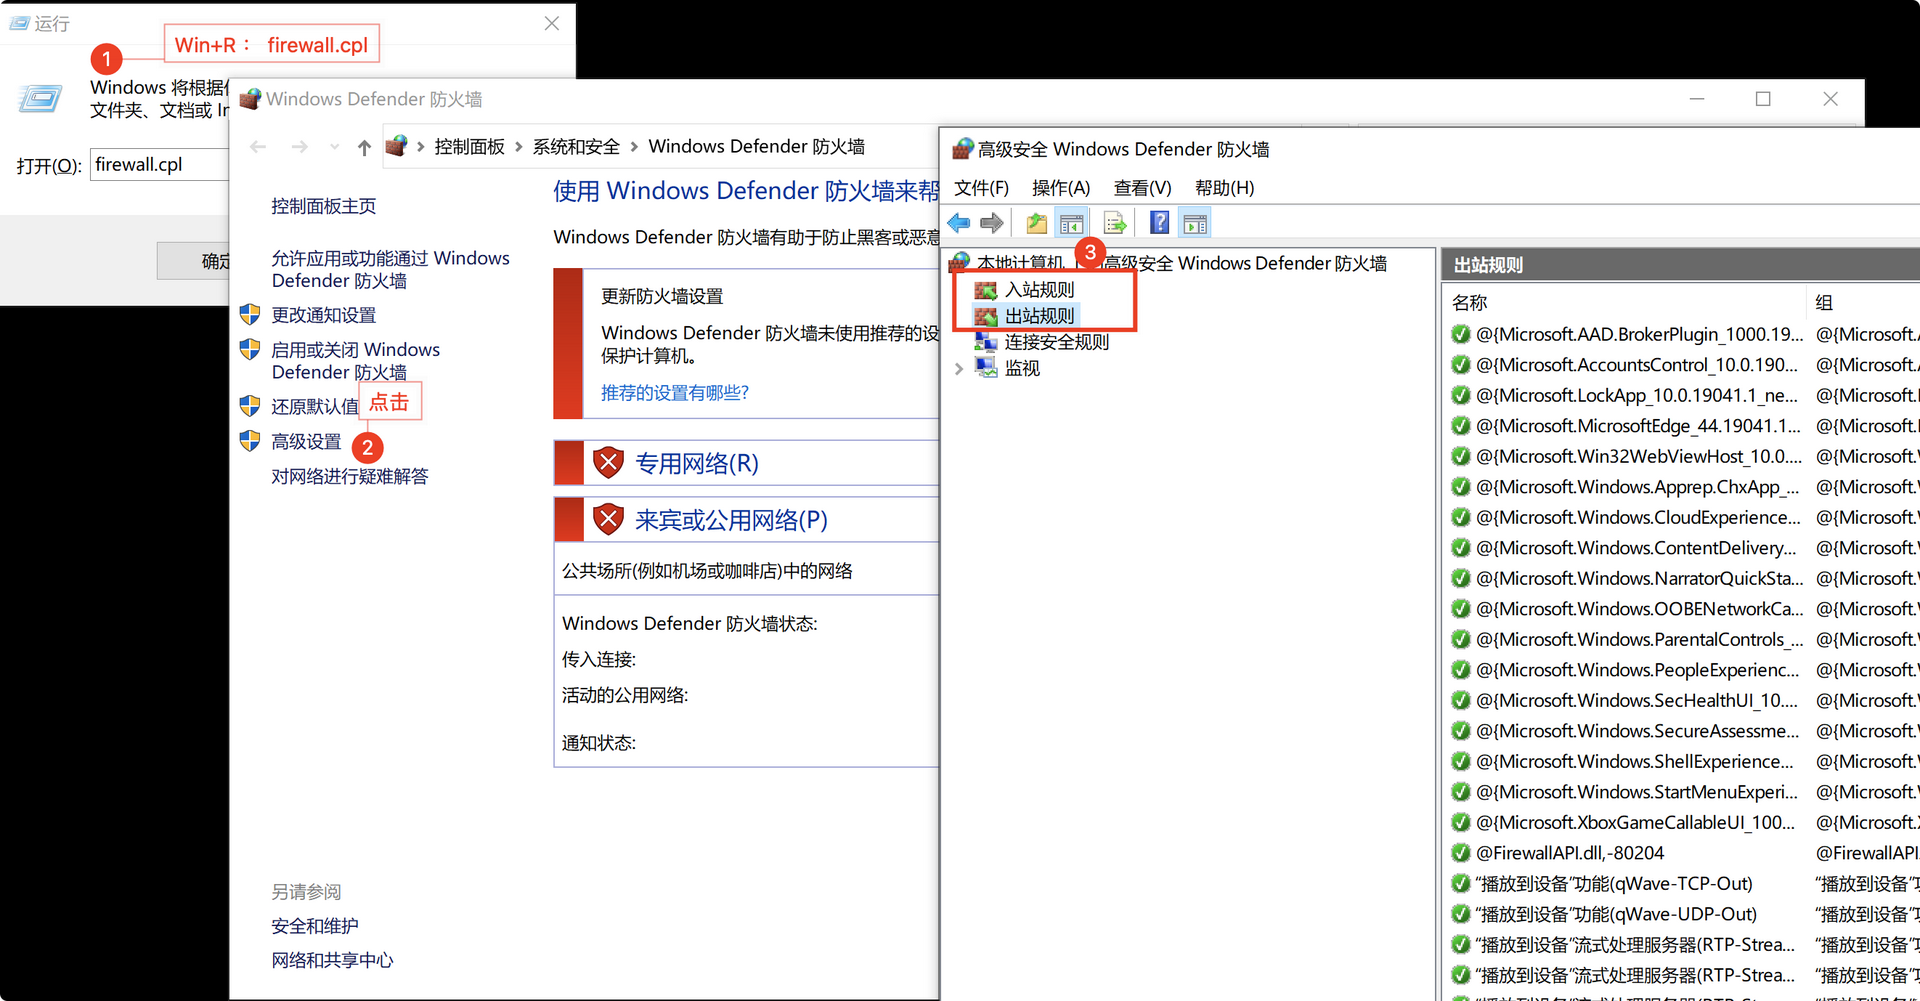 运行
Win+R： firewall.cpl
1
Windows 将根据
文件夹、文档或 In
打开(O):
firewall.cpl
确定
Windows Defender 防火墙
控制面板 > 系统和安全 > Windows Defender 防火墙
控制面板主页
允许应用或功能通过 Windows
Defender 防火墙
更改通知设置
启用或关闭 Windows
Defender 防火墙
还原默认值
点击
高级设置
2
对网络进行疑难解答
另请参阅
安全和维护
网络和共享中心
使用 Windows Defender 防火墙来帮
Windows Defender 防火墙有助于防止黑客或恶意
更新防火墙设置
Windows Defender 防火墙未使用推荐的设
保护计算机。
推荐的设置有哪些?
专用网络(R)
来宾或公用网络(P)
公共场所(例如机场或咖啡店)中的网络
Windows Defender 防火墙状态:
传入连接:
活动的公用网络:
通知状态:
高级安全 Windows Defender 防火墙
文件(F) 操作(A) 查看(V) 帮助(H)
3
本地计算机 高级安全 Windows Defender 防火墙
入站规则
出站规则
连接安全规则
监视
出站规则
名称 组
@{Microsoft.AAD.BrokerPlugin_1000.19... @{Microsoft.A
@{Microsoft.AccountsControl_10.0.190... @{Microsoft.A
@{Microsoft.LockApp_10.0.19041.1_ne... @{Microsoft.L
@{Microsoft.MicrosoftEdge_44.19041.1... @{Microsoft.M
@{Microsoft.Win32WebViewHost_10.0.... @{Microsoft.W
@{Microsoft.Windows.Apprep.ChxApp_... @{Microsoft.W
@{Microsoft.Windows.CloudExperience... @{Microsoft.W
@{Microsoft.Windows.ContentDelivery... @{Microsoft.W
@{Microsoft.Windows.NarratorQuickSta... @{Microsoft.W
@{Microsoft.Windows.OOBENetworkCa... @{Microsoft.W
@{Microsoft.Windows.ParentalControls_... @{Microsoft.W
@{Microsoft.Windows.PeopleExperienc... @{Microsoft.W
@{Microsoft.Windows.SecHealthUI_10.... @{Microsoft.W
@{Microsoft.Windows.SecureAssessme... @{Microsoft.W
@{Microsoft.Windows.ShellExperience... @{Microsoft.W
@{Microsoft.Windows.StartMenuExperi... @{Microsoft.W
@{Microsoft.XboxGameCallableUI_100... @{Microsoft.X
@FirewallAPI.dll,-80204 @FirewallAPI.
“播放到设备”功能(qWave-TCP-Out) “播放到设备”功
“播放到设备”功能(qWave-UDP-Out) “播放到设备”功
“播放到设备”流式处理服务器(RTP-Strea... “播放到设备”功
“播放到设备”流式处理服务器(RTP-Strea... “播放到设备”功